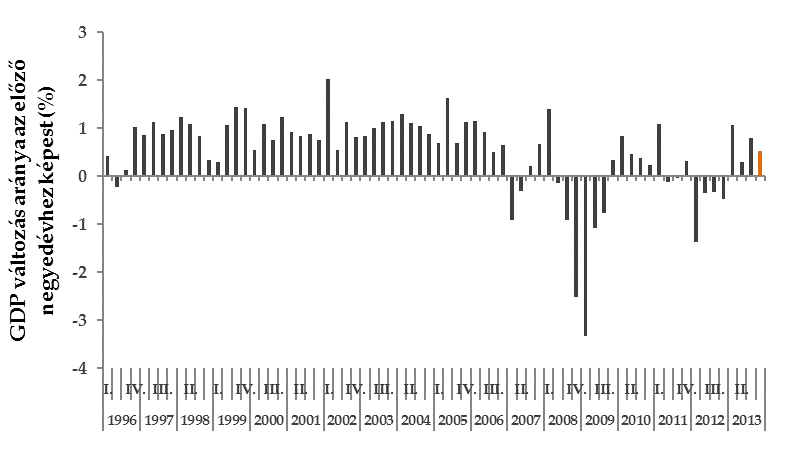 GDP változás aránya az előző
negyedévhez képest (%)
3
2
1
0
-1
-2
-3
-4
I. IV. III. II. I. IV. III. II. I. IV. III. II. I. IV. III. II. I. IV. III. II. I. IV. III. II.
1996 1997 1998 1999 2000 2001 2002 2003 2004 2005 2006 2007 2008 2009 2010 2011 2012 2013